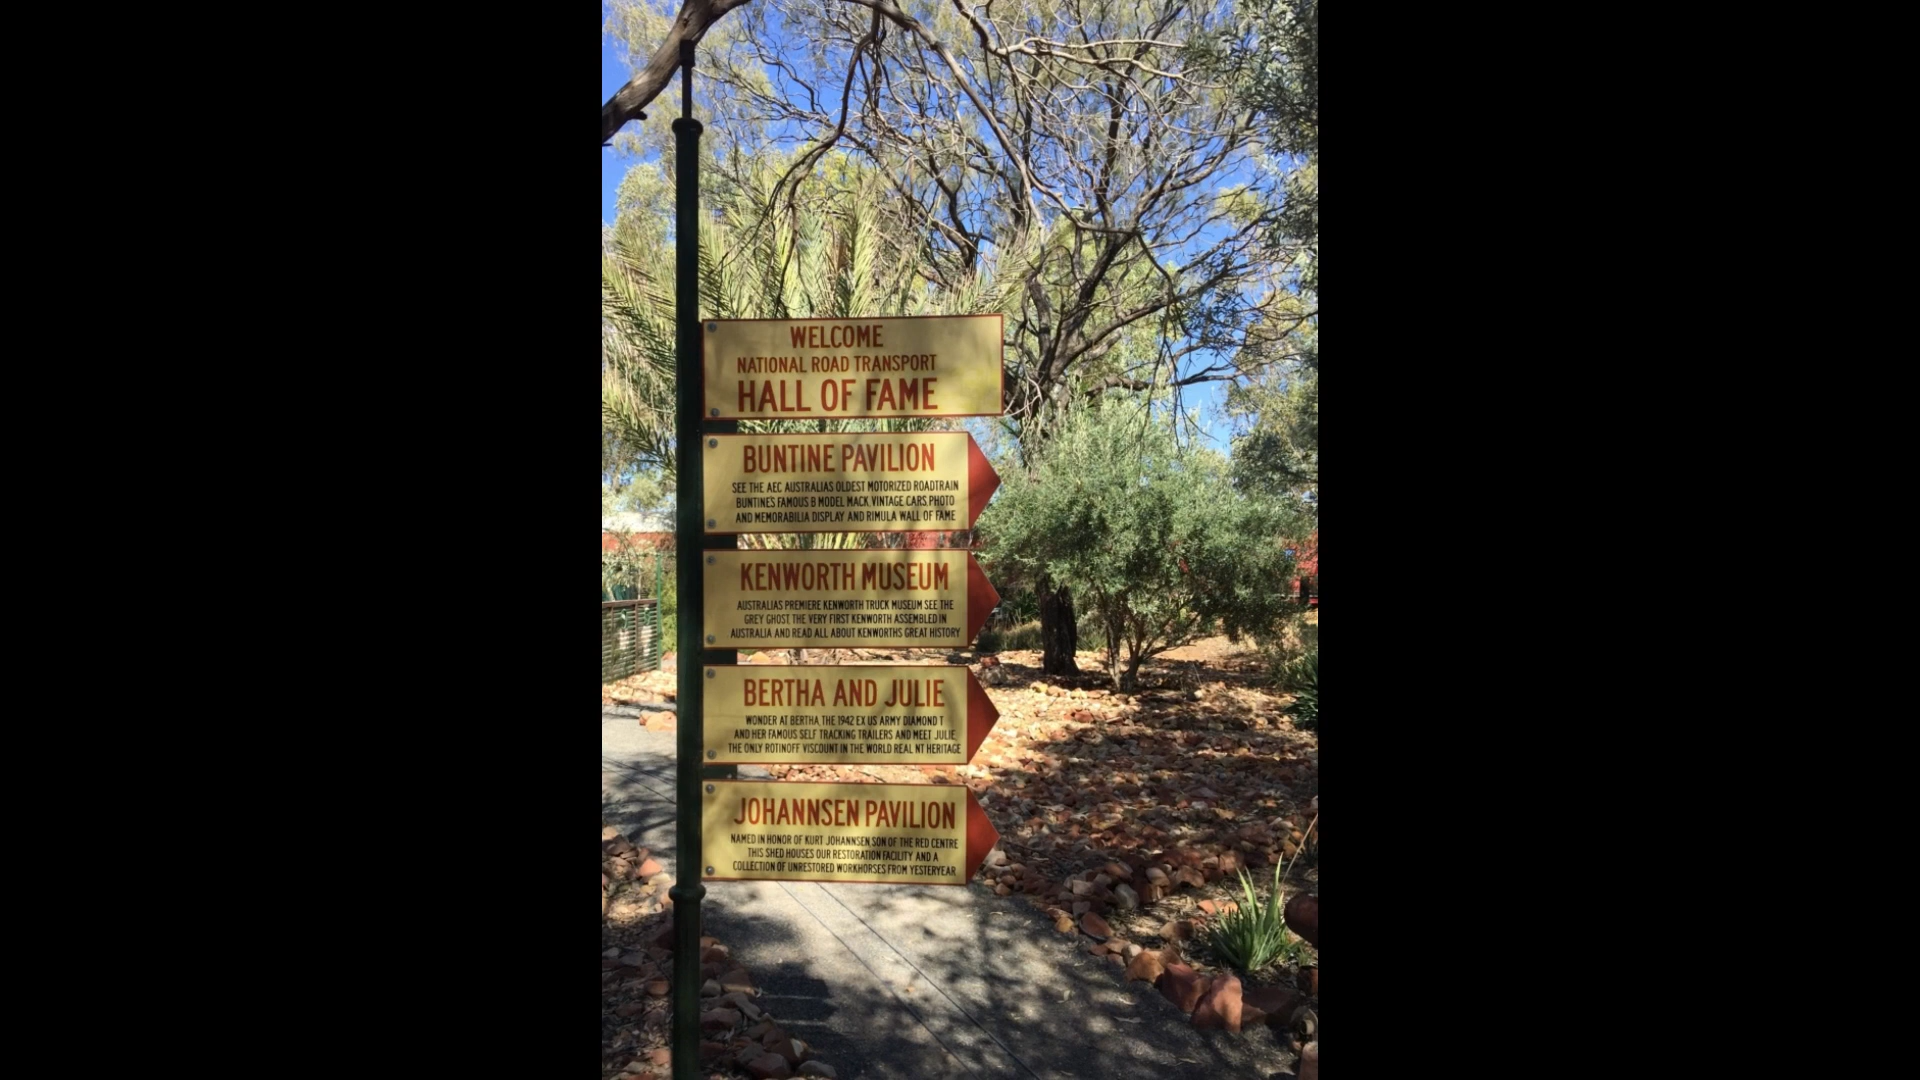 WELCOME
NATIONAL ROAD TRANSPORT
HALL OF FAME
BUNTINE PAVILION
SEE THE AEC AUSTRALIAS OLDEST MOTORIZED ROADTRAIN
BUNTINES FAMOUS B MODEL MACK, VINTAGE CARS, PHOTO
AND MEMORABILIA DISPLAY AND RIMULA WALL OF FAME
KENWORTH MUSEUM
AUSTRALIAS PREMIERE KENWORTH TRUCK MUSEUM SEE THE
GREY GHOST THE VERY FIRST KENWORTH ASSEMBLED IN
AUSTRALIA AND READ ALL ABOUT KENWORTHS GREAT HISTORY
BERTHA AND JULIE
WONDER AT BERTHA, THE 1942 EX US ARMY DIAMOND T
AND HER FAMOUS SELF TRACKING TRAILERS AND MEET JULIE,
THE ONLY ROTINOFF VISCOUNT IN THE WORLD REAL NT HERITAGE
JOHANNSEN PAVILION
NAMED IN HONOR OF KURT JOHANNSEN, SON OF THE RED CENTRE
THIS SHED HOUSES OUR RESTORATION FACILITY AND A
COLLECTION OF UNRESTORED WORKHORSES FROM YESTERYEAR